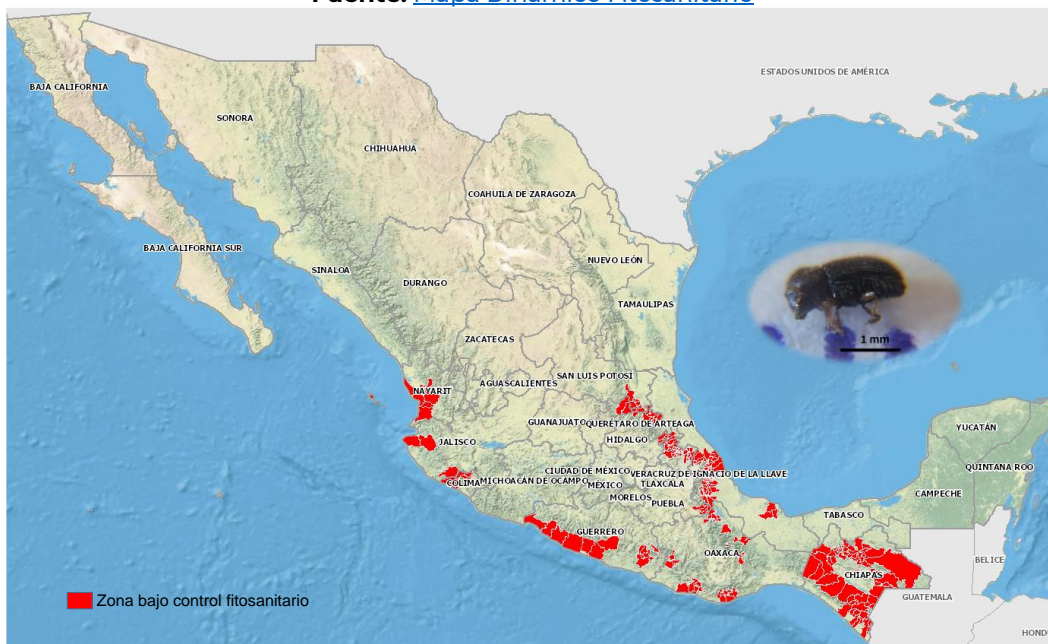 Fuente: Mapa Dinámico Fitosanitario
ESTADOS UNIDOS DE AMÉRICA
BAJA CALIFORNIA
SONORA
CHIHUAHUA
COAHUILA DE ZARAGOZA
BAJA CALIFORNIA SUR
SINALOA
NUEVO LEÓN
DURANGO
TAMAULIPAS
1 mm
ZACATECAS
SAN LUIS POTOSÍ
NAYARIT
AGUASCALIENTES
GUANAJUATO
QUERÉTARO DE ARTEAGA
YUCATÁN
JALISCO
HIDALGO
QUINTANA ROO
CIUDAD DE MÉXICO
VERACRUZ DE IGNACIO DE LA LLAVE
COLIMA
MICHOACÁN DE OCAMPO
MÉXICO
TLAXCALA
CAMPECHE
MORELOS
PUEBLA
TABASCO
GUERRERO
OAXACA
BELICE
CHIAPAS
GUATEMALA
Zona bajo control fitosanitario
HOND